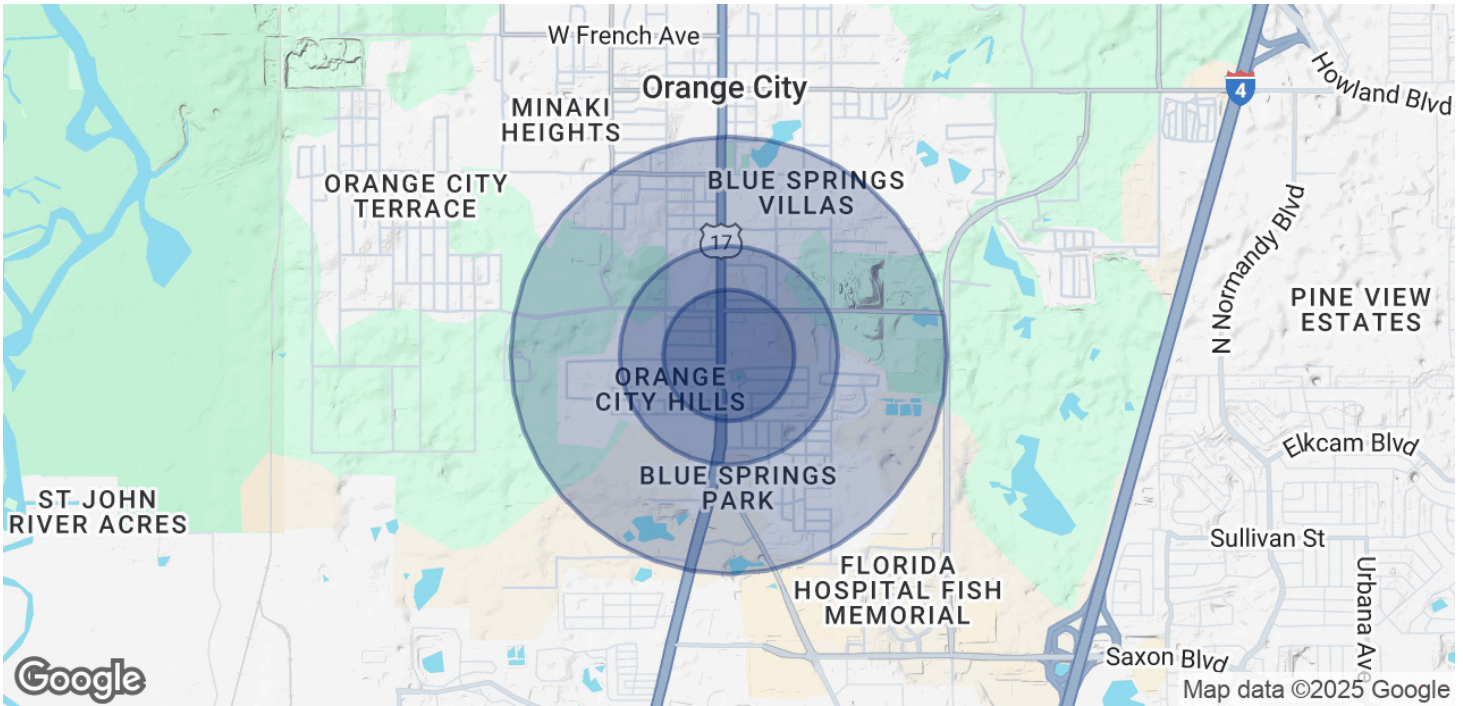 W French Ave
Orange City
4
Howland Blvd
MINAKI
HEIGHTS
ORANGE CITY
TERRACE
BLUE SPRINGS
VILLAS
17
N Normandy Blvd
PINE VIEW
ESTATES
ORANGE
CITY HILLS
Elkcam Blvd
BLUE SPRINGS
PARK
ST JOHN
RIVER ACRES
Sullivan St
FLORIDA
HOSPITAL FISH
MEMORIAL
Urbana Ave
Saxon Blvd
Google
Map data ©2025 Google